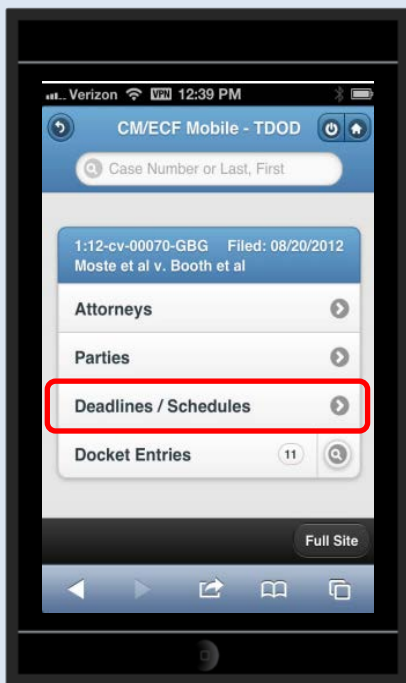 Verizon VPN 12:39 PM
CM/ECF Mobile - TDOD
Case Number or Last, First
1:12-cv-00070-GBG Filed: 08/20/2012
Moste et al v. Booth et al
Attorneys
Parties
Deadlines / Schedules
Docket Entries 11
Full Site